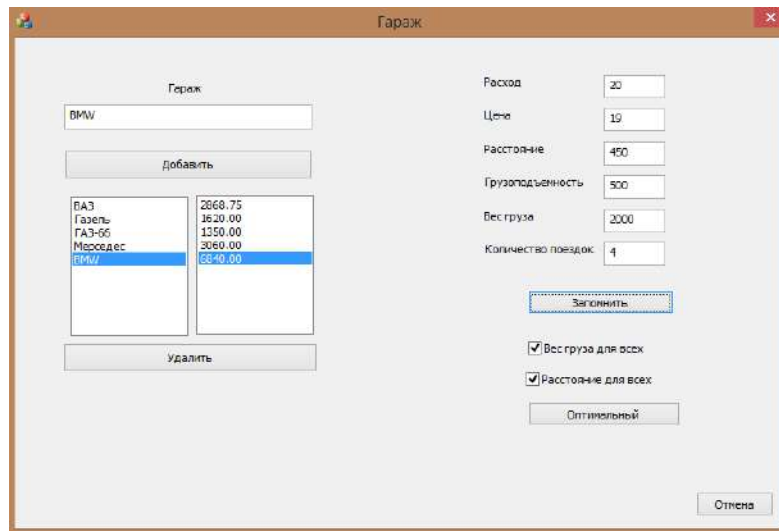 Гараж
Гараж
BMW
Добавить
ВАЗ 2868.75
Газель 1620.00
ГАЗ-66 1350.00
Мерседес 3060.00
BMW 6840.00
Удалить
Расход 20
Цена 19
Расстояние 450
Грузоподъемность 500
Вес груза 2000
Количество поездок 4
Запомнить
Вес груза для всех
Расстояние для всех
Оптимальный
Отмена